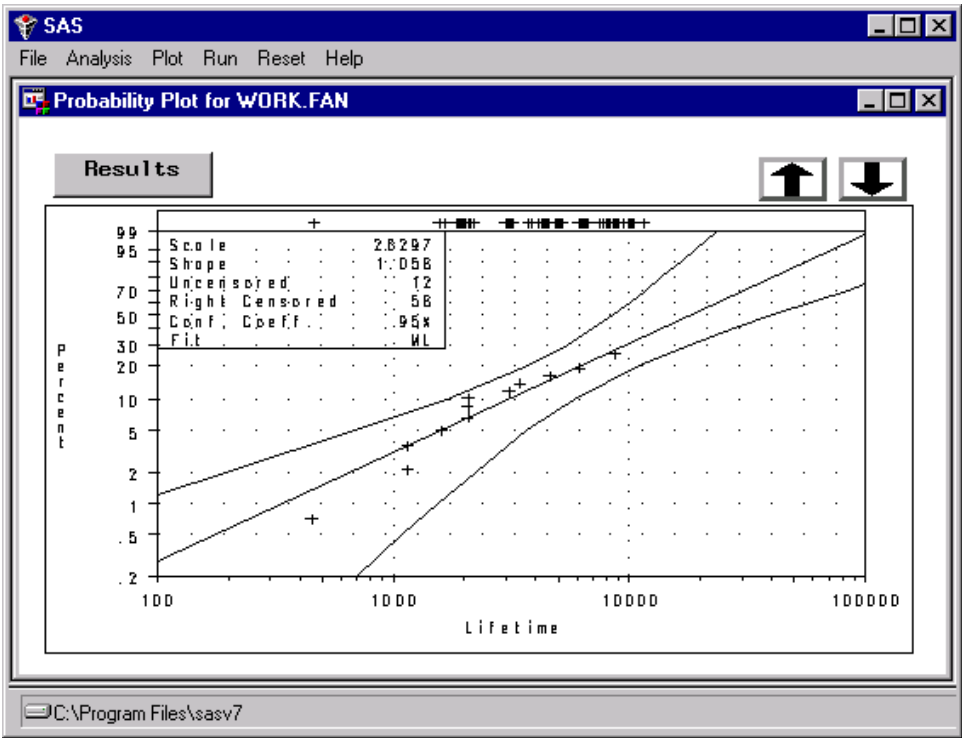 SAS
File Analysis Plot Run Reset Help
Probability Plot for WORK.FAN
Results
99
95
70
50
30
20
10
5
2
1
.5
.2
Percent
Scale 2.6297
Shape 1.058
Uncensored 12
Right Censored 58
Conf. Coeff. 95%
Fit ML
100 1000 10000 100000
Lifetime
C:\Program Files\sasv7